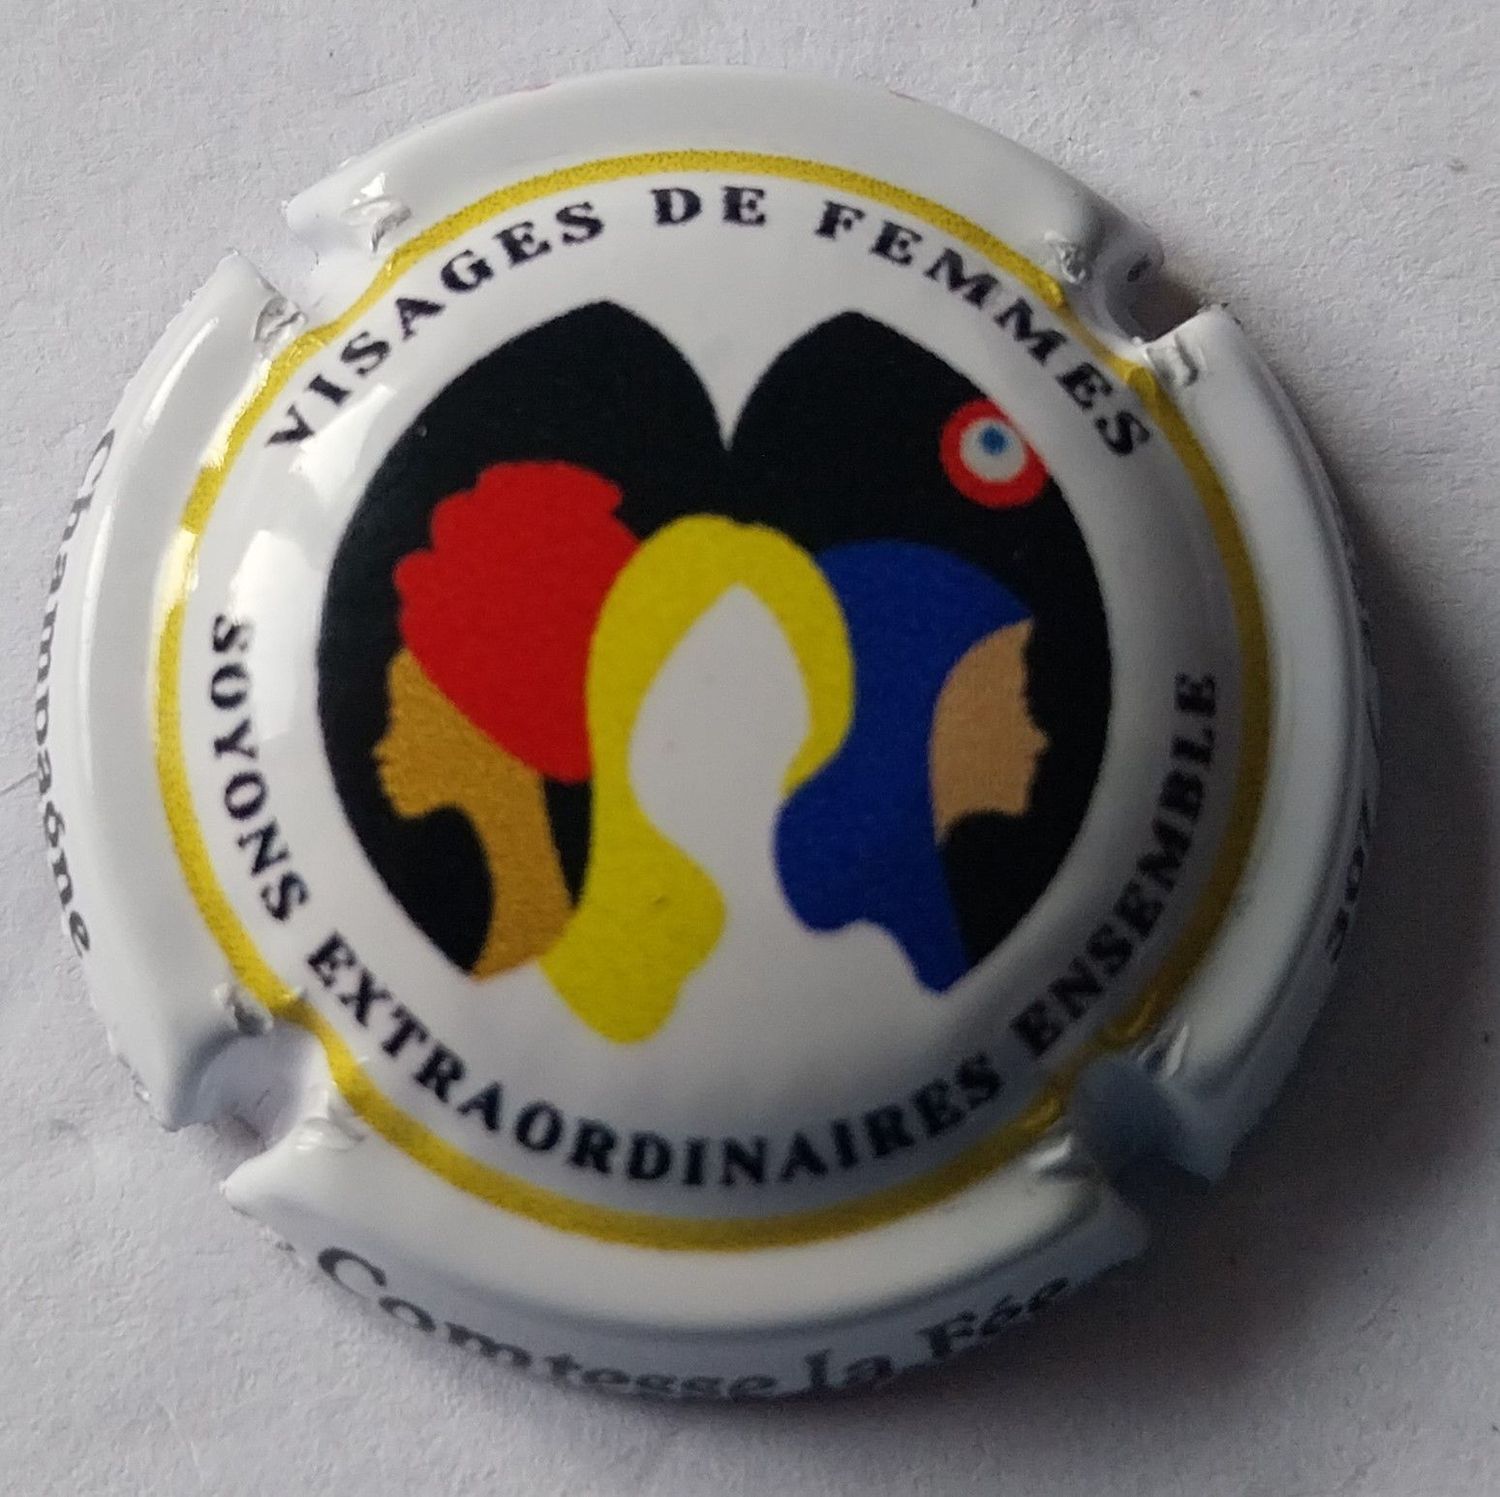 VISAGES DE FEMMES
SOYONS EXTRAORDINAIRES ENSEMBLE
Champagne
Comtesse la Fée